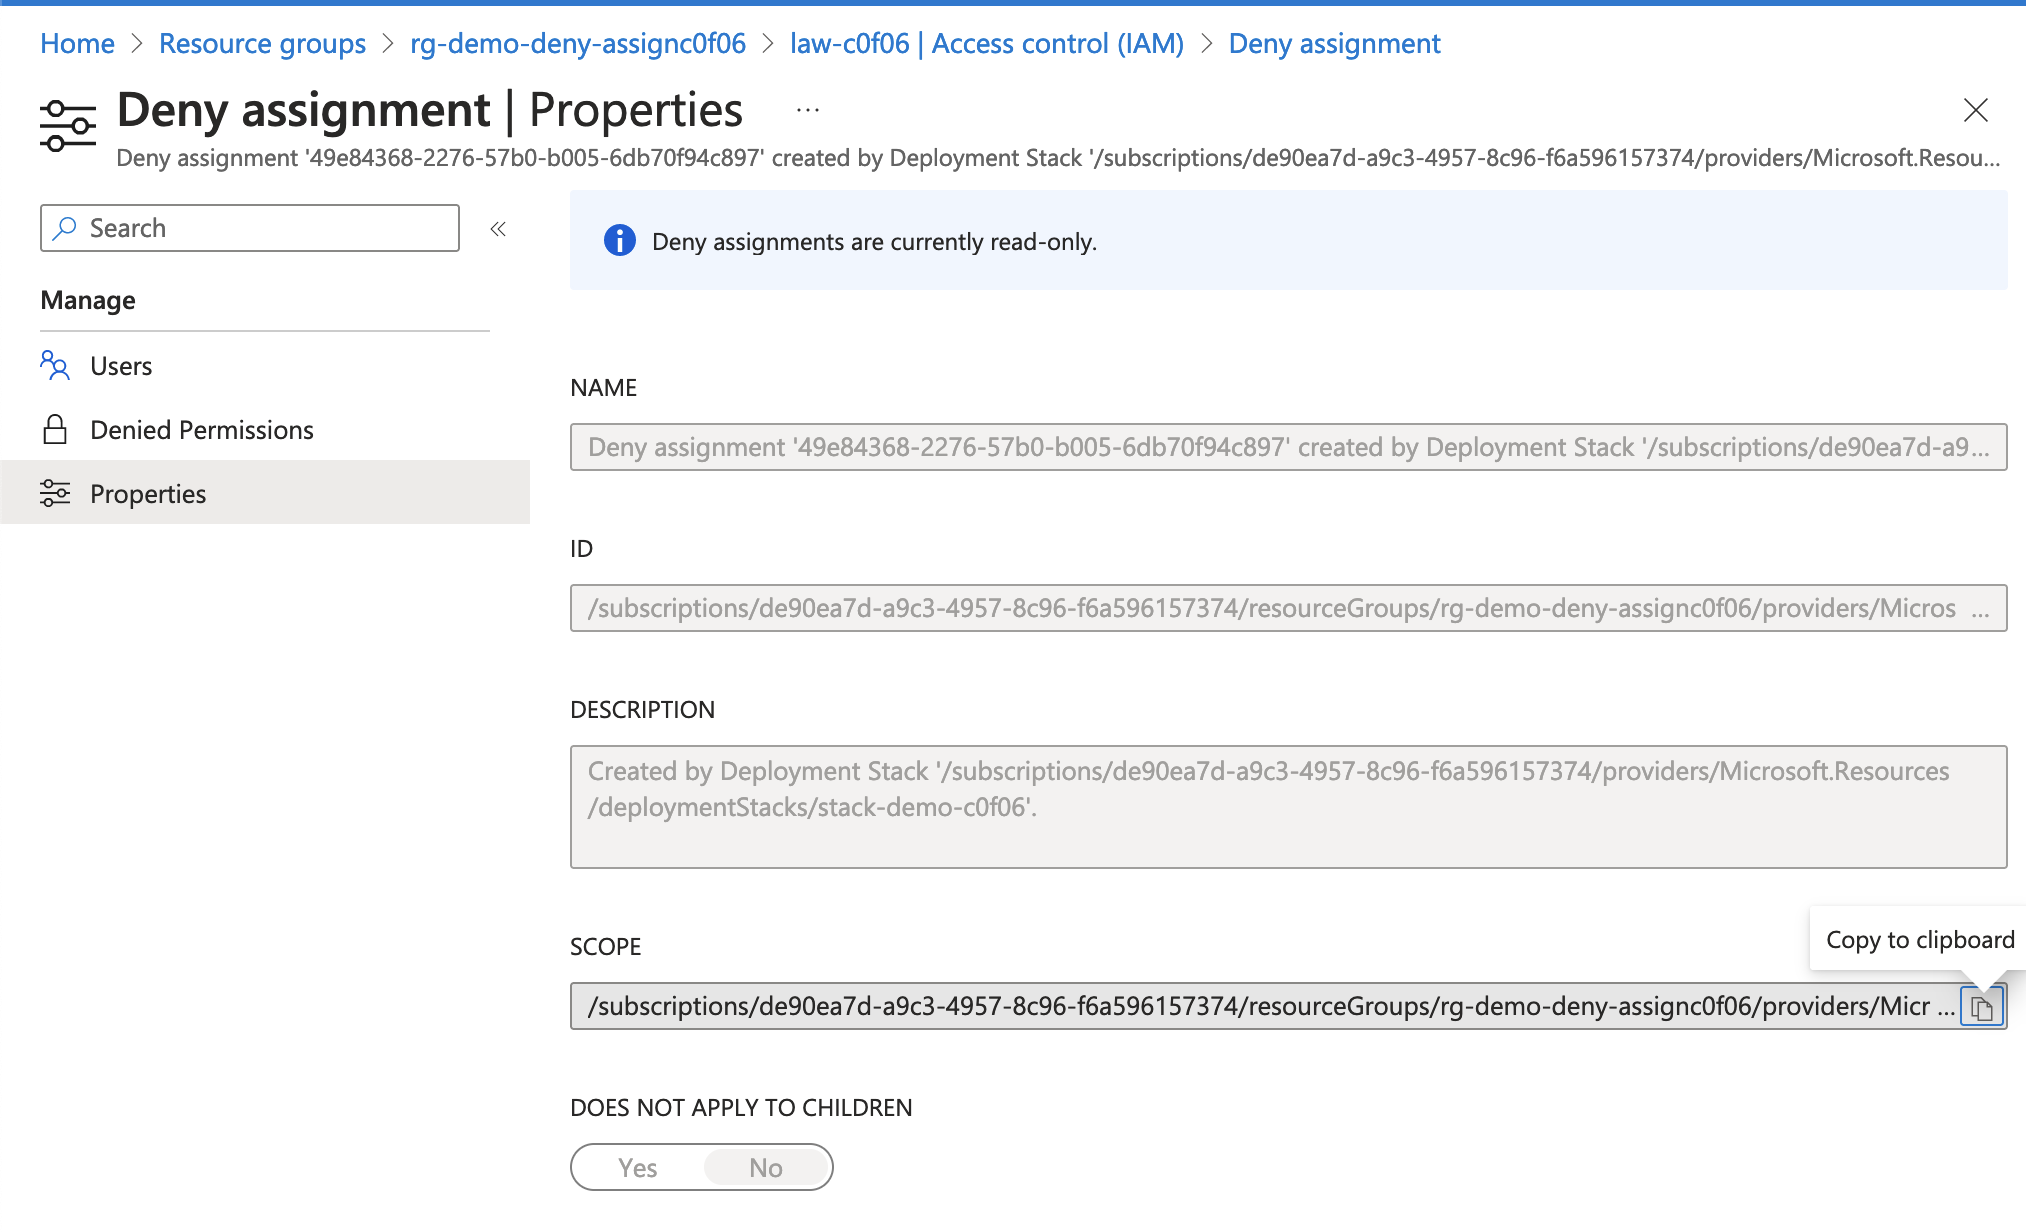 Home > Resource groups > rg-demo-deny-assignc0f06 > law-c0f06 | Access control (IAM) > Deny assignment
Deny assignment | Properties ...
Deny assignment '49e84368-2276-57b0-b005-6db70f94c897' created by Deployment Stack '/subscriptions/de90ea7d-a9c3-4957-8c96-f6a596157374/providers/Microsoft.Resou...
Search «
Deny assignments are currently read-only.
Manage
Users
Denied Permissions
Properties
NAME
Deny assignment '49e84368-2276-57b0-b005-6db70f94c897' created by Deployment Stack '/subscriptions/de90ea7d-a9...
ID
/subscriptions/de90ea7d-a9c3-4957-8c96-f6a596157374/resourceGroups/rg-demo-deny-assignc0f06/providers/Micros ...
DESCRIPTION
Created by Deployment Stack '/subscriptions/de90ea7d-a9c3-4957-8c96-f6a596157374/providers/Microsoft.Resources
/deploymentStacks/stack-demo-c0f06'.
SCOPE
Copy to clipboard
/subscriptions/de90ea7d-a9c3-4957-8c96-f6a596157374/resourceGroups/rg-demo-deny-assignc0f06/providers/Micr ...
DOES NOT APPLY TO CHILDREN
Yes No